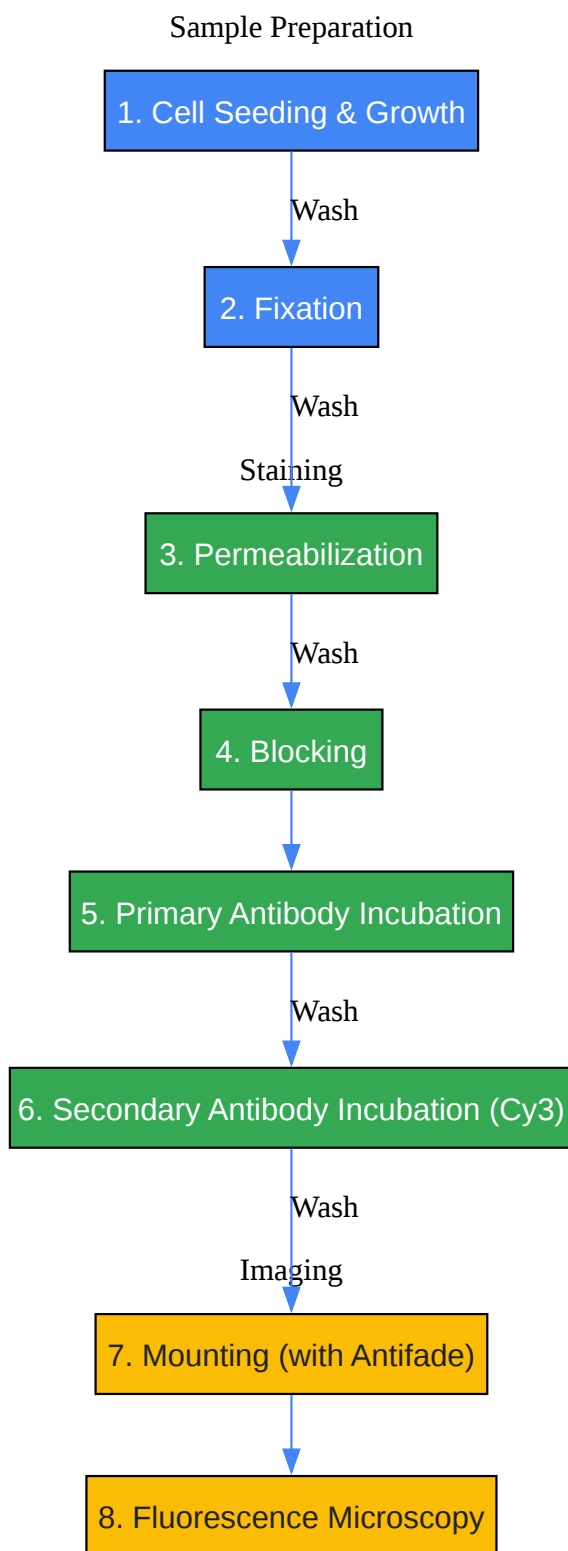 Sample Preparation
1. Cell Seeding & Growth
Wash
2. Fixation
Wash
Staining
3. Permeabilization
Wash
4. Blocking
5. Primary Antibody Incubation
Wash
6. Secondary Antibody Incubation (Cy3)
Wash
Imaging
7. Mounting (with Antifade)
8. Fluorescence Microscopy